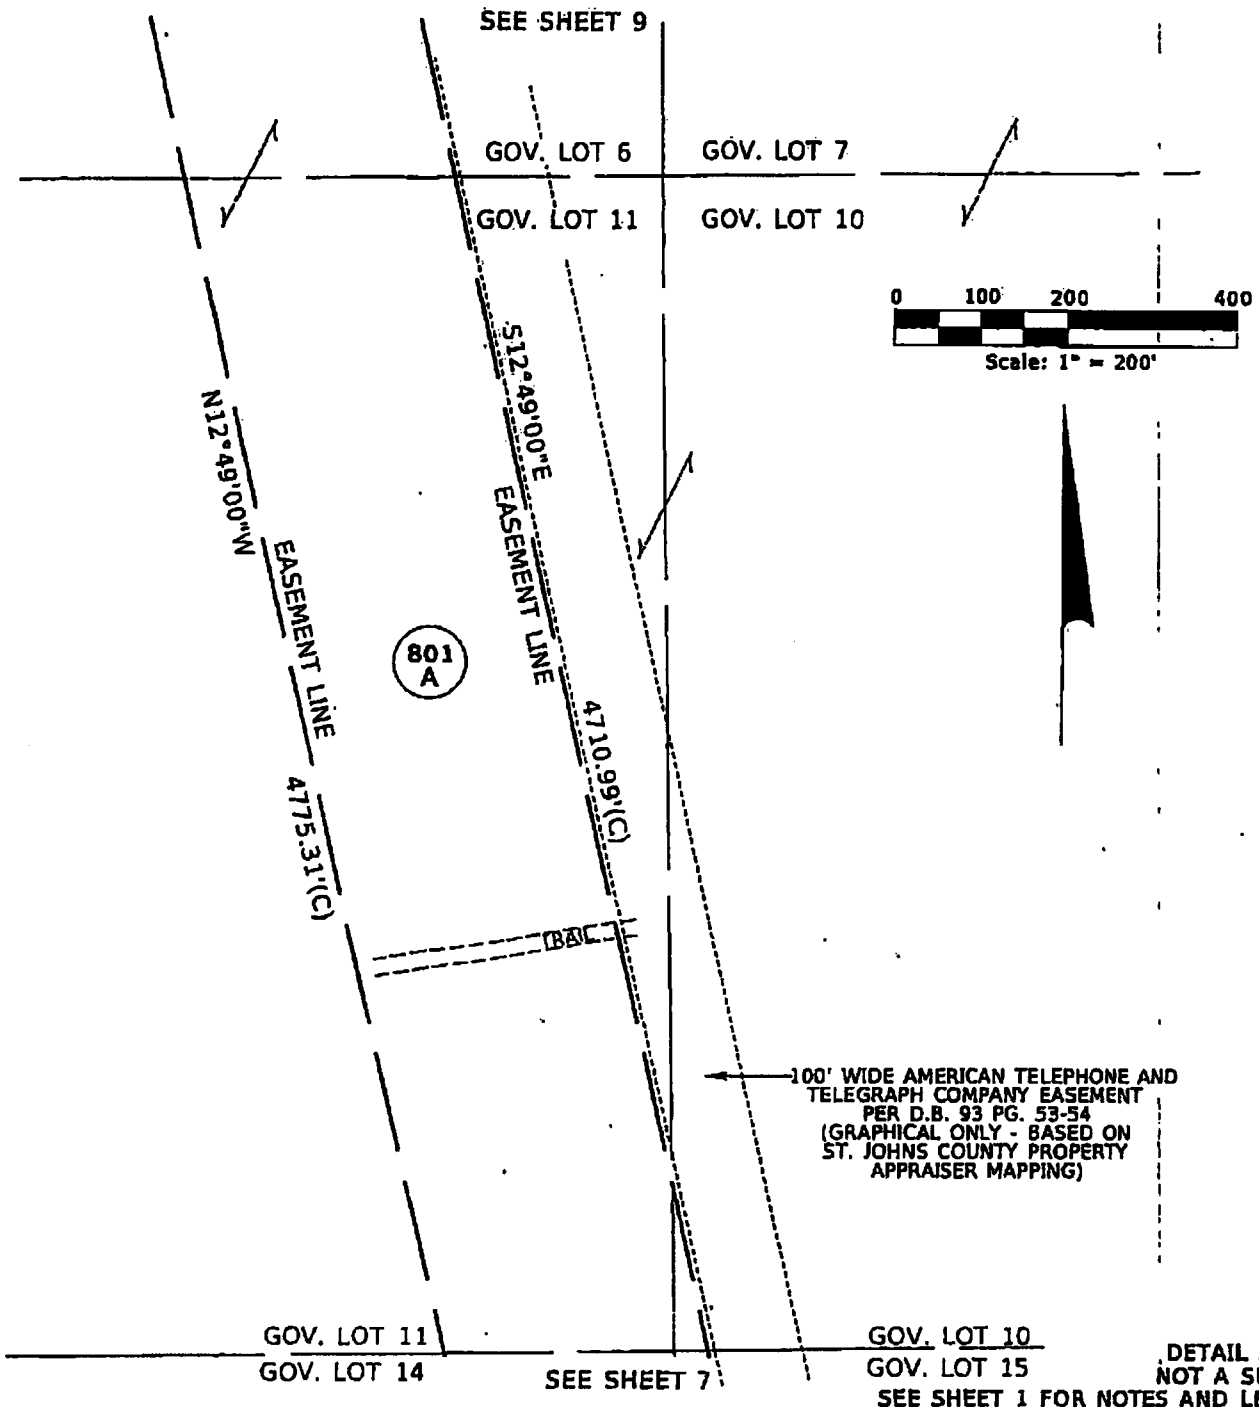 SEE SHEET 9
GOV. LOT 6
GOV. LOT 7
GOV. LOT 11
GOV. LOT 10
0 100 200 400
Scale: 1" = 200'
S12°49'00"E
N12°49'00"W
EASEMENT LINE
EASEMENT LINE
801
A
4710.99'(C)
4775.31'(C)
100' WIDE AMERICAN TELEPHONE AND
TELEGRAPH COMPANY EASEMENT
PER D.B. 93 PG. 53-54
(GRAPHICAL ONLY - BASED ON
ST. JOHNS COUNTY PROPERTY
APPRAISER MAPPING)
GOV. LOT 11
GOV. LOT 10
GOV. LOT 14
SEE SHEET 7
GOV. LOT 15
DETAIL
NOT A
SEE SHEET 1 FOR NOTES AND